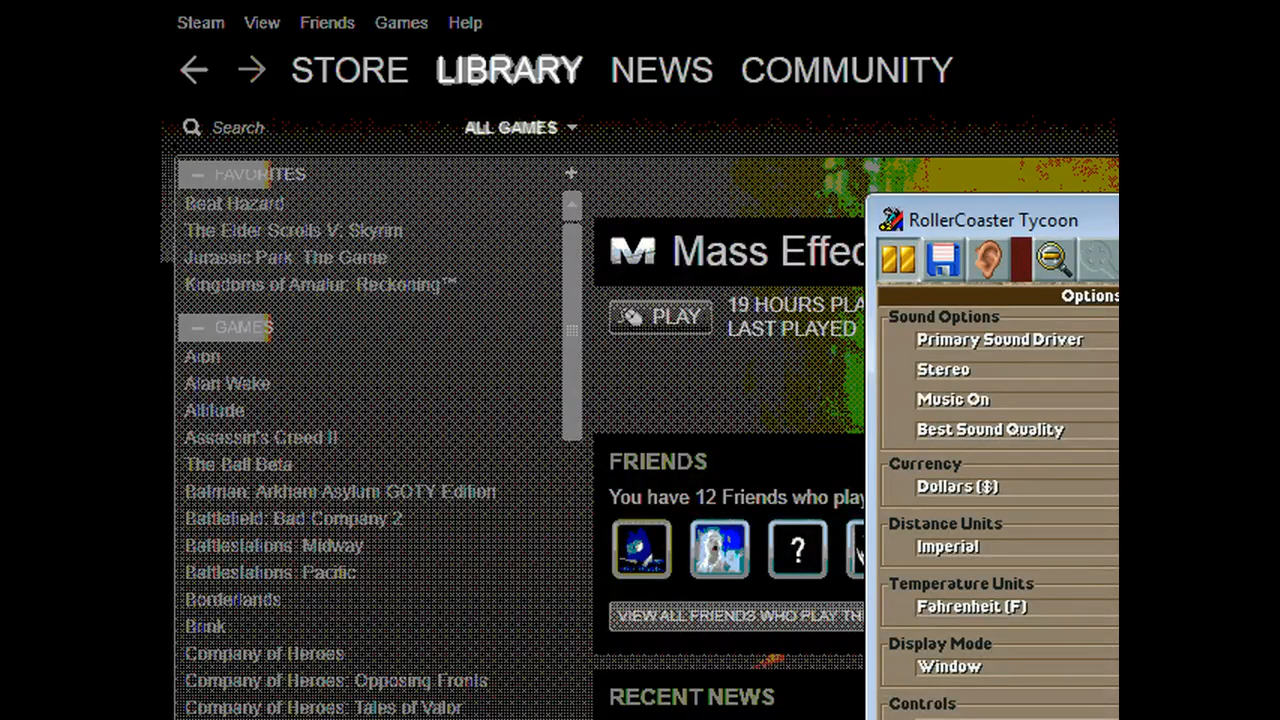 Steam View Friends Games Help
STORE LIBRARY NEWS COMMUNITY
Search ALL GAMES
— FAVORITES +
Beat Hazard
The Elder Scrolls V: Skyrim
Jurassic Park: The Game
Kingdoms of Amalur: Reckoning™
— GAMES
Aion
Alan Wake
Altitude
Assassin's Creed II
The Ball Beta
Batman: Arkham Asylum GOTY Edition
Battlefield: Bad Company 2
Battlestations: Midway
Battlestations: Pacific
Borderlands
Brink
Company of Heroes
Company of Heroes: Opposing Fronts
Company of Heroes: Tales of Valor
M Mass Effec
PLAY
19 HOURS PLA
LAST PLAYED
FRIENDS
You have 12 Friends who play
?
VIEW ALL FRIENDS WHO PLAY TH
RECENT NEWS
RollerCoaster Tycoon
Options
Sound Options
Primary Sound Driver
Stereo
Music On
Best Sound Quality
Currency
Dollars ($)
Distance Units
Imperial
Temperature Units
Fahrenheit (F)
Display Mode
Window
Controls